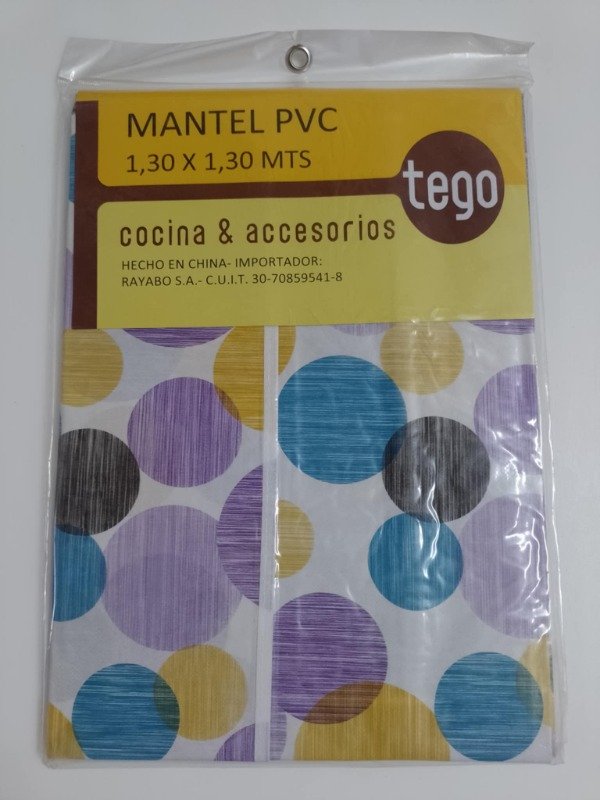 MANTEL PVC
1,30 X 1,30 MTS
tego
cocina & accesorios
HECHO EN CHINA- IMPORTADOR:
RAYABO S.A.- C.U.I.T. 30-70859541-8